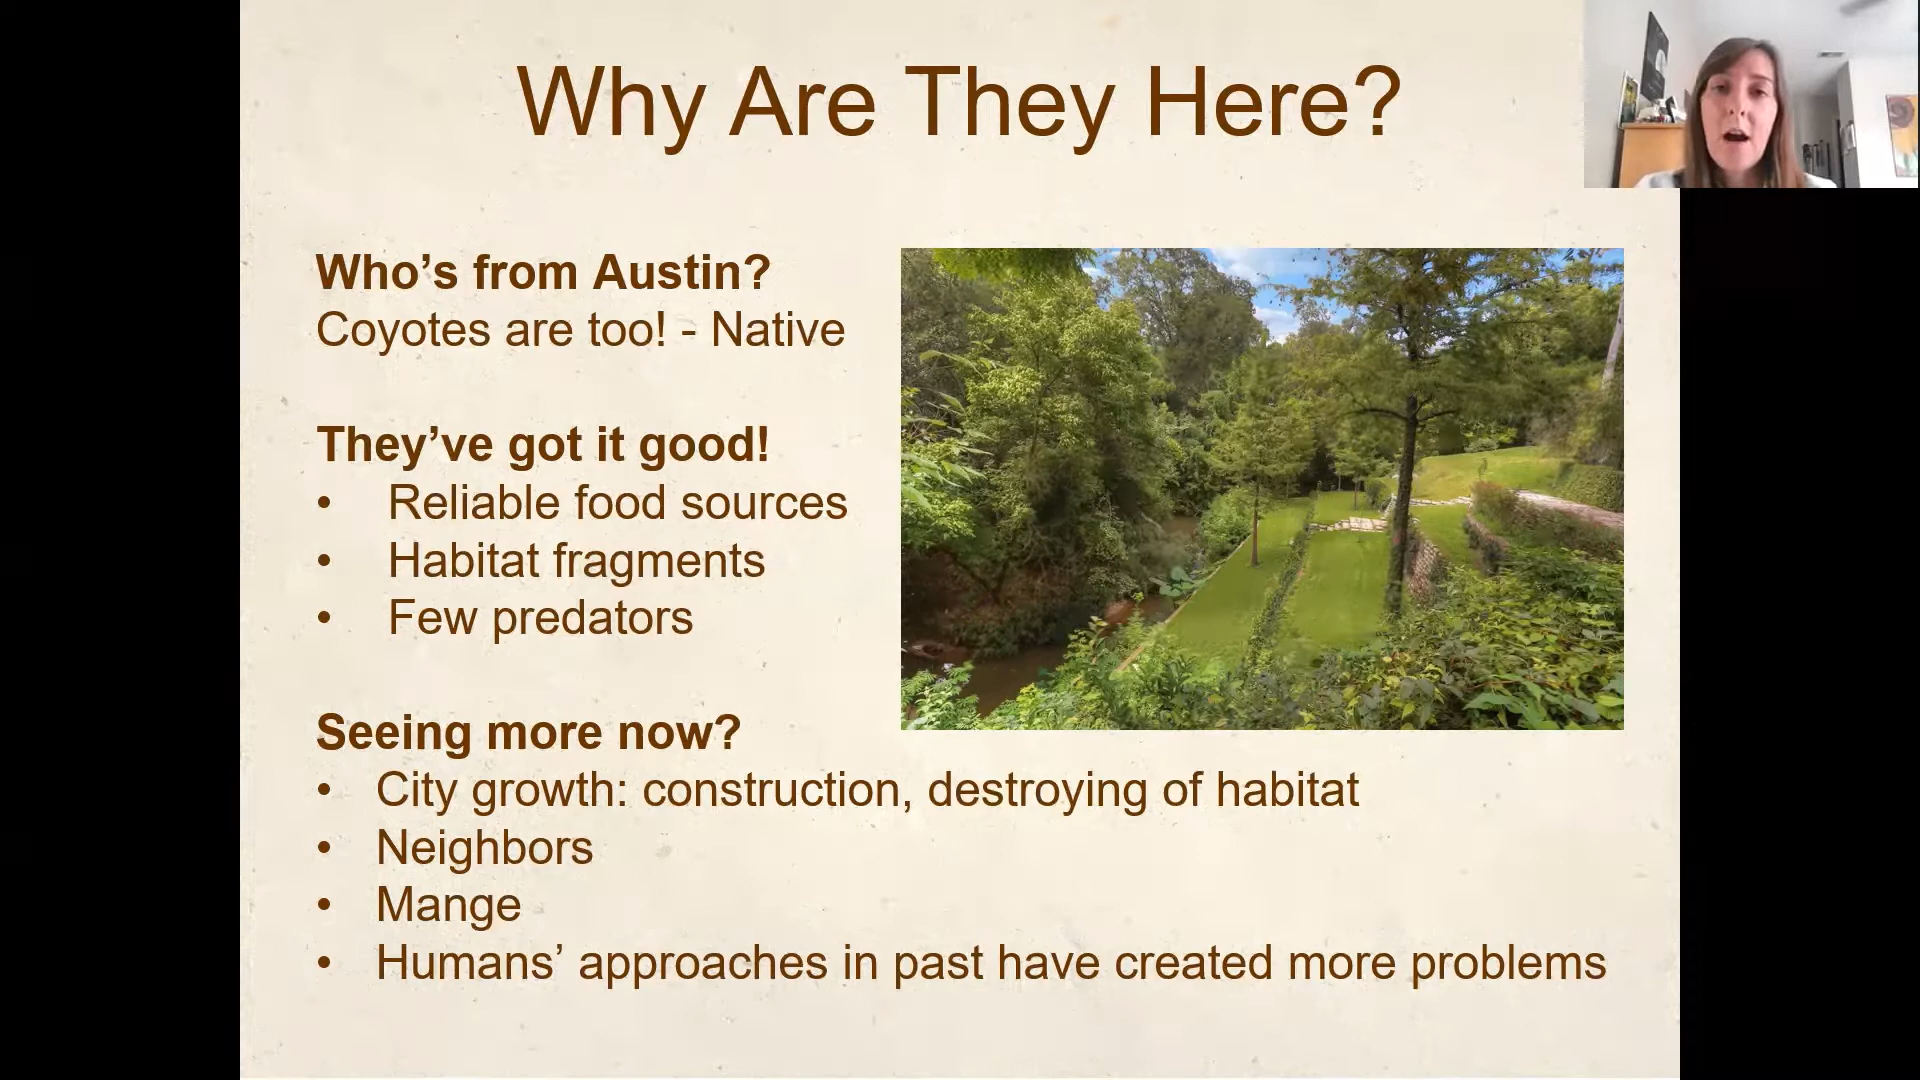 Why Are They Here?
Who’s from Austin?
Coyotes are too! - Native
They’ve got it good!
• Reliable food sources
• Habitat fragments
• Few predators
Seeing more now?
• City growth: construction, destroying of habitat
• Neighbors
• Mange
• Humans’ approaches in past have created more problems